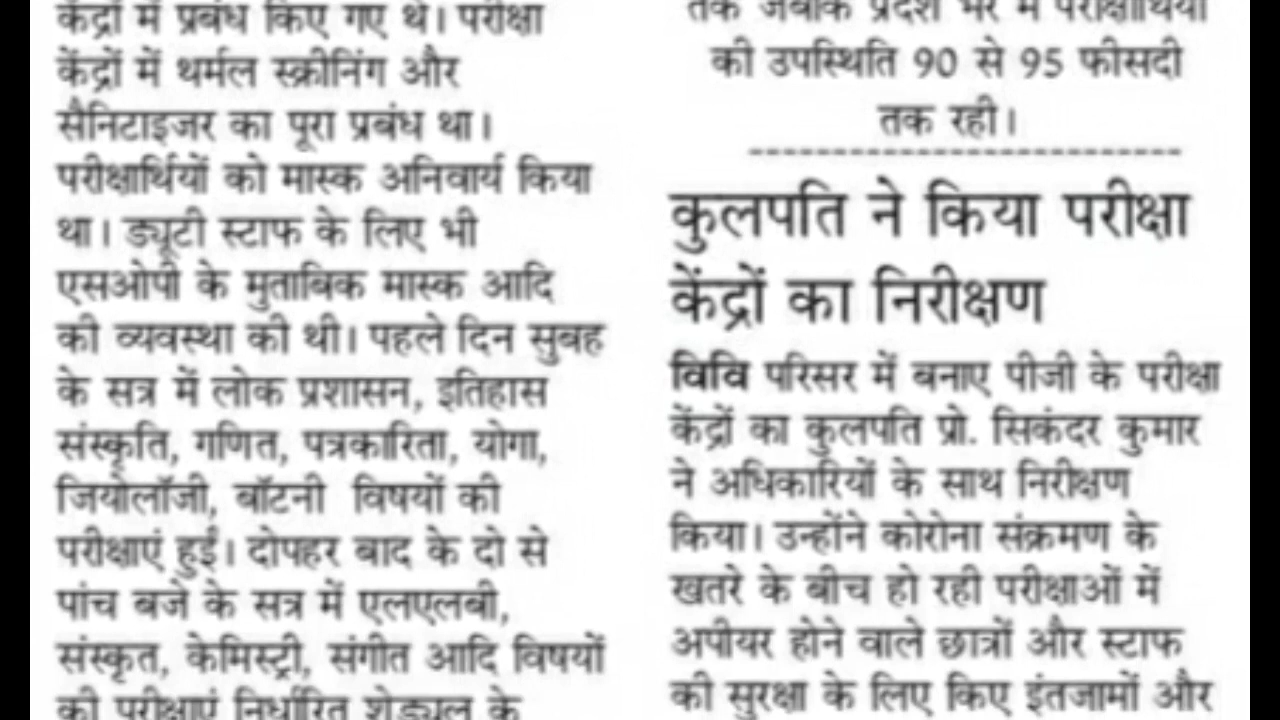 केंद्रों में प्रबंध किए गए थे। परीक्षा
केंद्रों में थर्मल स्क्रीनिंग और
सैनिटाइजर का पूरा प्रबंध था।
परीक्षार्थियों को मास्क अनिवार्य किया
था। ड्यूटी स्टाफ के लिए भी
एसओपी के मुताबिक मास्क आदि
की व्यवस्था की थी। पहले दिन सुबह
के सत्र में लोक प्रशासन, इतिहास
संस्कृति, गणित, पत्रकारिता, योगा,
जियोलॉजी, बॉटनी विषयों की
परीक्षाएं हुईं। दोपहर बाद के दो से
पांच बजे के सत्र में एलएलबी,
संस्कृत, केमिस्ट्री, संगीत आदि विषयों
की परीक्षाएं निर्धारित शेड्यूल के
तक जबकि प्रदेश भर में परीक्षार्थियों
की उपस्थिति 90 से 95 फीसदी
तक रही।
--------------------------
कुलपति ने किया परीक्षा
केंद्रों का निरीक्षण
विवि परिसर में बनाए पीजी के परीक्षा
केंद्रों का कुलपति प्रो. सिकंदर कुमार
ने अधिकारियों के साथ निरीक्षण
किया। उन्होंने कोरोना संक्रमण के
खतरे के बीच हो रही परीक्षाओं में
अपीयर होने वाले छात्रों और स्टाफ
की सुरक्षा के लिए किए इंतजामों और